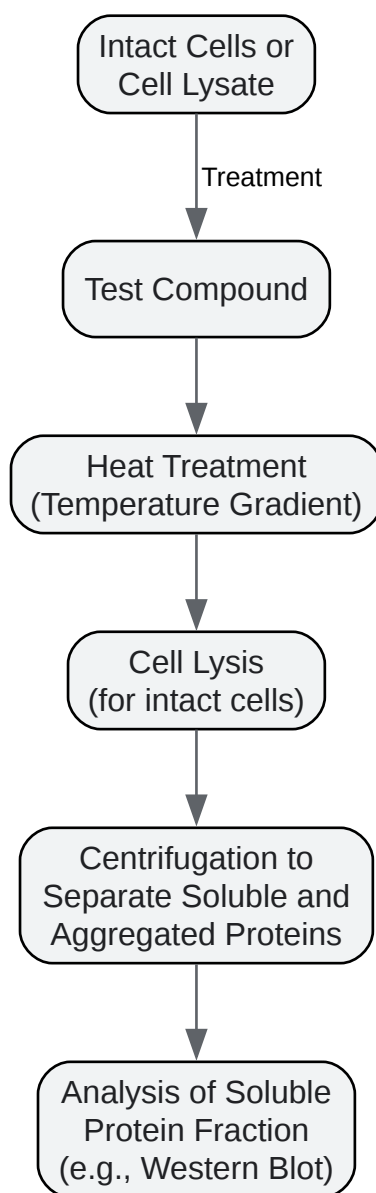 Intact Cells or
Cell Lysate
Treatment
Test Compound
Heat Treatment
(Temperature Gradient)
Cell Lysis
(for intact cells)
Centrifugation to
Separate Soluble and
Aggregated Proteins
Analysis of Soluble
Protein Fraction
(e.g., Western Blot)